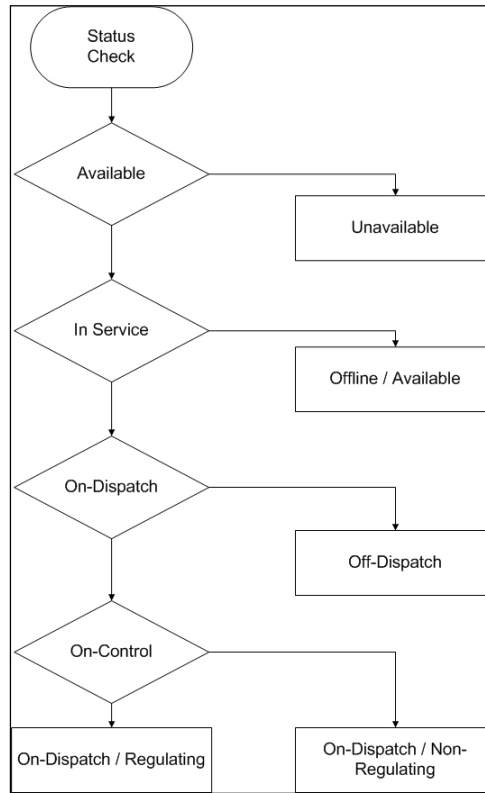 Status
Check
Available
Unavailable
In Service
Offline / Available
On-Dispatch
Off-Dispatch
On-Control
On-Dispatch / Regulating
On-Dispatch / Non-
Regulating